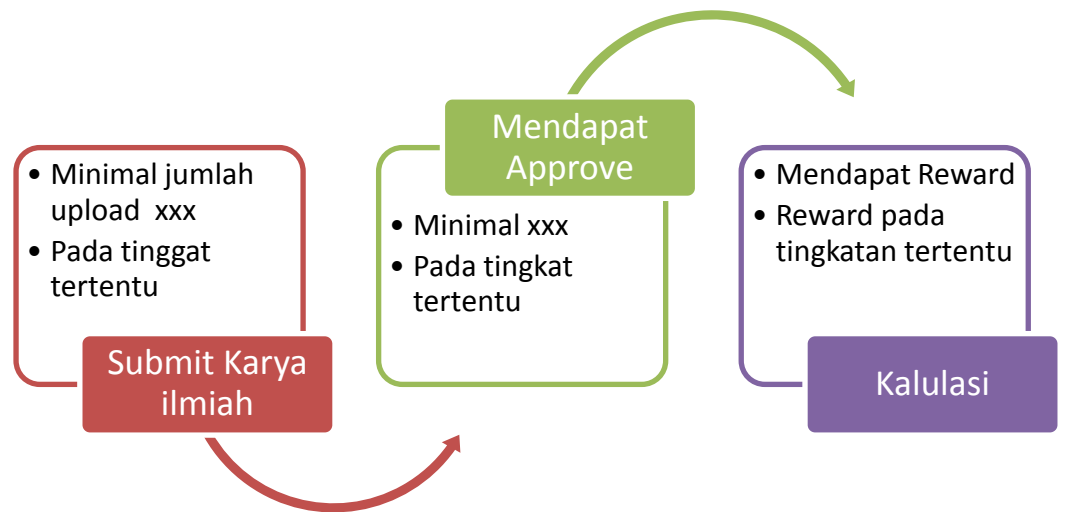 • Minimal jumlah
upload xxx
• Pada tinggat
tertentu
Submit Karya
ilmiah
Mendapat
Approve
• Minimal xxx
• Pada tingkat
tertentu
• Mendapat Reward
• Reward pada
tingkatan tertentu
Kalulasi